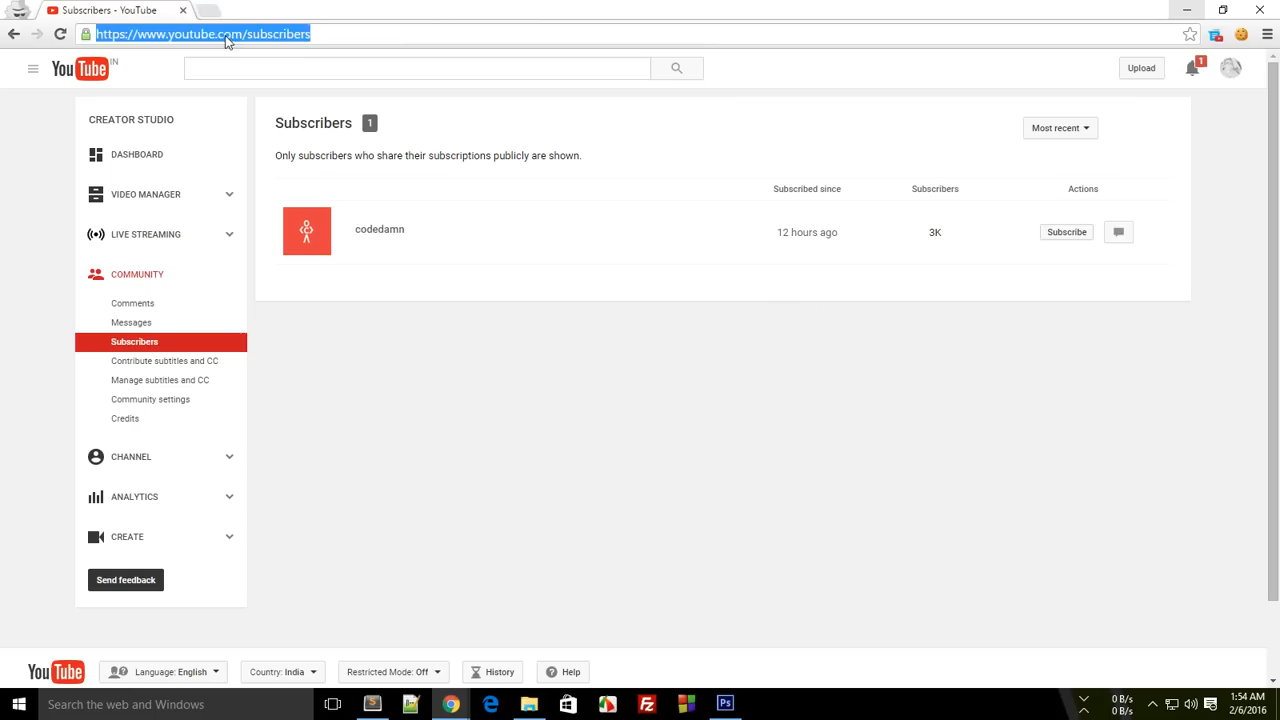 Subscribers - YouTube
https://www.youtube.com/subscribers
YouTube IN
Upload
1
CREATOR STUDIO
DASHBOARD
VIDEO MANAGER
LIVE STREAMING
COMMUNITY
Comments
Messages
Subscribers
Contribute subtitles and CC
Manage subtitles and CC
Community settings
Credits
CHANNEL
ANALYTICS
CREATE
Send feedback
Subscribers 1
Most recent
Only subscribers who share their subscriptions publicly are shown.
Subscribed since Subscribers Actions
codedamn 12 hours ago 3K Subscribe
YouTube Language: English Country: India Restricted Mode: Off History Help
Search the web and Windows
0 B/s
0 B/s
1:54 AM
2/6/2016